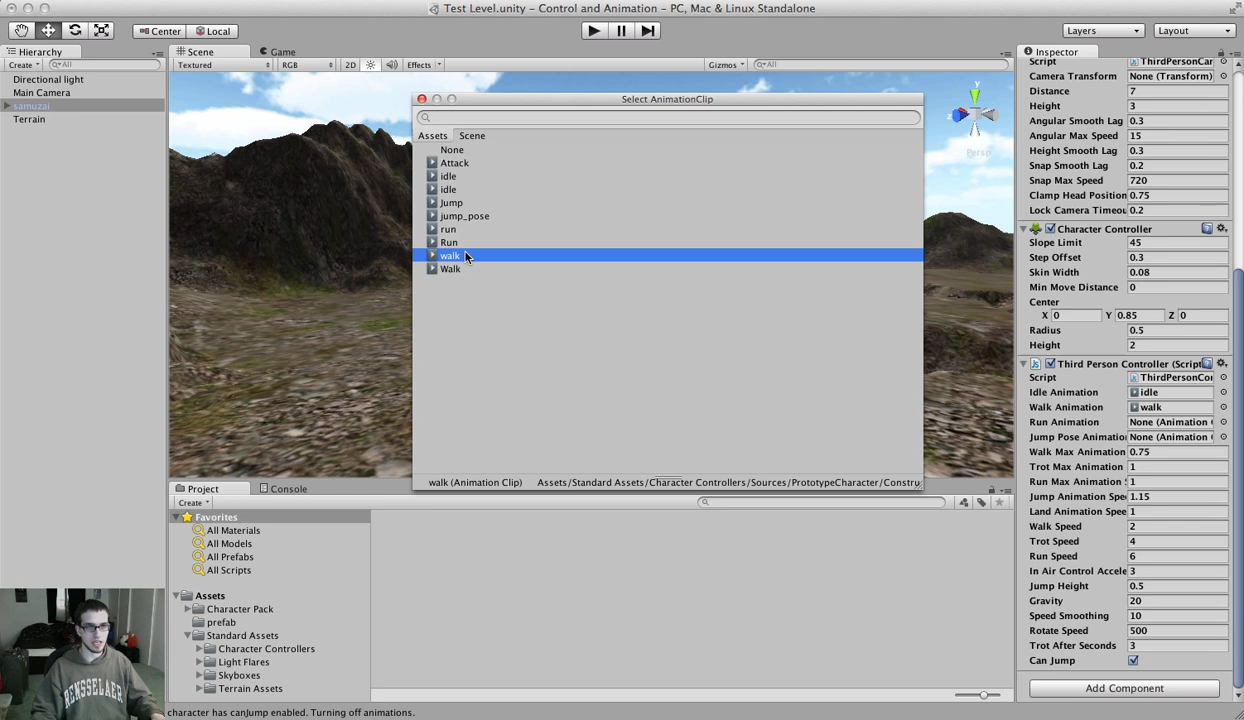 Test Level.unity - Control and Animation - PC, Mac & Linux Standalone
Center Local Layers Layout
Hierarchy
Create All
Directional light
Main Camera
samuzai
Terrain
Scene Game
Textured RGB 2D Effects Gizmos All
y
z
Persp
Select AnimationClip
Assets Scene
None
Attack
idle
idle
Jump
jump_pose
run
Run
walk
Walk
walk (Animation Clip) Assets/Standard Assets/Character Controllers/Sources/PrototypeCharacter/Constru
Project Console
Create
Favorites
All Materials
All Models
All Prefabs
All Scripts
Assets
Character Pack
prefab
Standard Assets
Character Controllers
Light Flares
Skyboxes
Terrain Assets
RENSSELAER
character has canJump enabled. Turning off animations.
Inspector
Script ThirdPersonCar
Camera Transform None (Transform)
Distance 7
Height 3
Angular Smooth Lag 0.3
Angular Max Speed 15
Height Smooth Lag 0.3
Snap Smooth Lag 0.2
Snap Max Speed 720
Clamp Head Position 0.75
Lock Camera Timeou 0.2
Character Controller
Slope Limit 45
Step Offset 0.3
Skin Width 0.08
Min Move Distance 0
Center
X 0 Y 0.85 Z 0
Radius 0.5
Height 2
Third Person Controller (Script
Script ThirdPersonCo
Idle Animation idle
Walk Animation walk
Run Animation None (Animation
Jump Pose Animatio None (Animation
Walk Max Animation 0.75
Trot Max Animation 1
Run Max Animation 1
Jump Animation Spe 1.15
Land Animation Spee 1
Walk Speed 2
Trot Speed 4
Run Speed 6
In Air Control Accele 3
Jump Height 0.5
Gravity 20
Speed Smoothing 10
Rotate Speed 500
Trot After Seconds 3
Can Jump
Add Component